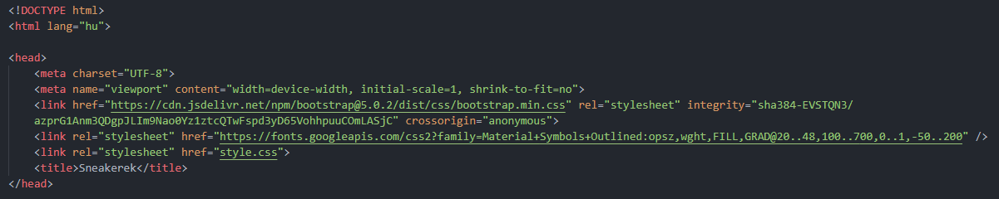 <!DOCTYPE html>
<html lang="hu">
<head>
<meta charset="UTF-8">
<meta name="viewport" content="width=device-width, initial-scale=1, shrink-to-fit=no">
<link href="https://cdn.jsdelivr.net/npm/bootstrap@5.0.2/dist/css/bootstrap.min.css" rel="stylesheet" integrity="sha384-EVSTQN3/
azprG1Anm3QDgpJLIm9Nao0Yz1ztcQTwFspd3yD65VohhpuuCOmLASjC" crossorigin="anonymous">
<link rel="stylesheet" href="https://fonts.googleapis.com/css2?family=Material+Symbols+Outlined:opsz,wght,FILL,GRAD@20..48,100..700,0..1,-50..200" />
<link rel="stylesheet" href="style.css">
<title>Sneakerek</title>
</head>